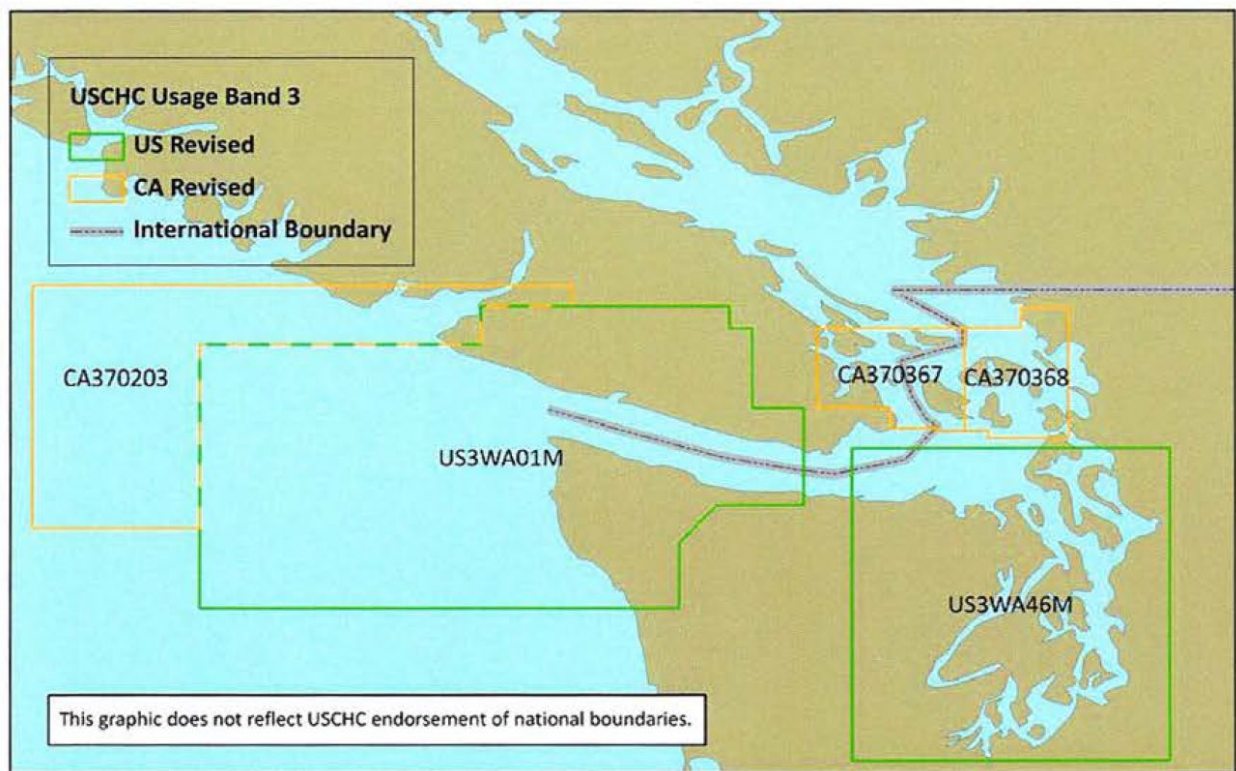 USCHC Usage Band 3
US Revised
CA Revised
International Boundary
CA370203
CA370367
CA370368
US3WA01M
US3WA46M
This graphic does not reflect USCHC endorsement of national boundaries.